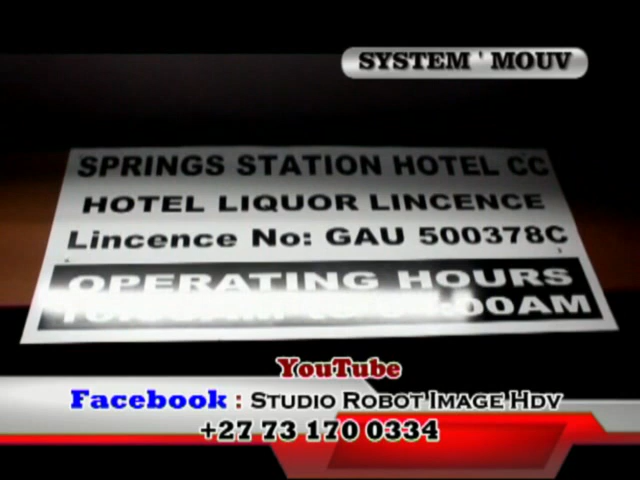 SYSTEM ' MOUV
SPRINGS STATION HOTEL CC
HOTEL LIQUOR LINCENCE
Lincence No: GAU 500378C
OPERATING HOURS
:00AM
YouTube
Facebook : STUDIO ROBOT IMAGE HDV
+27 73 170 0334